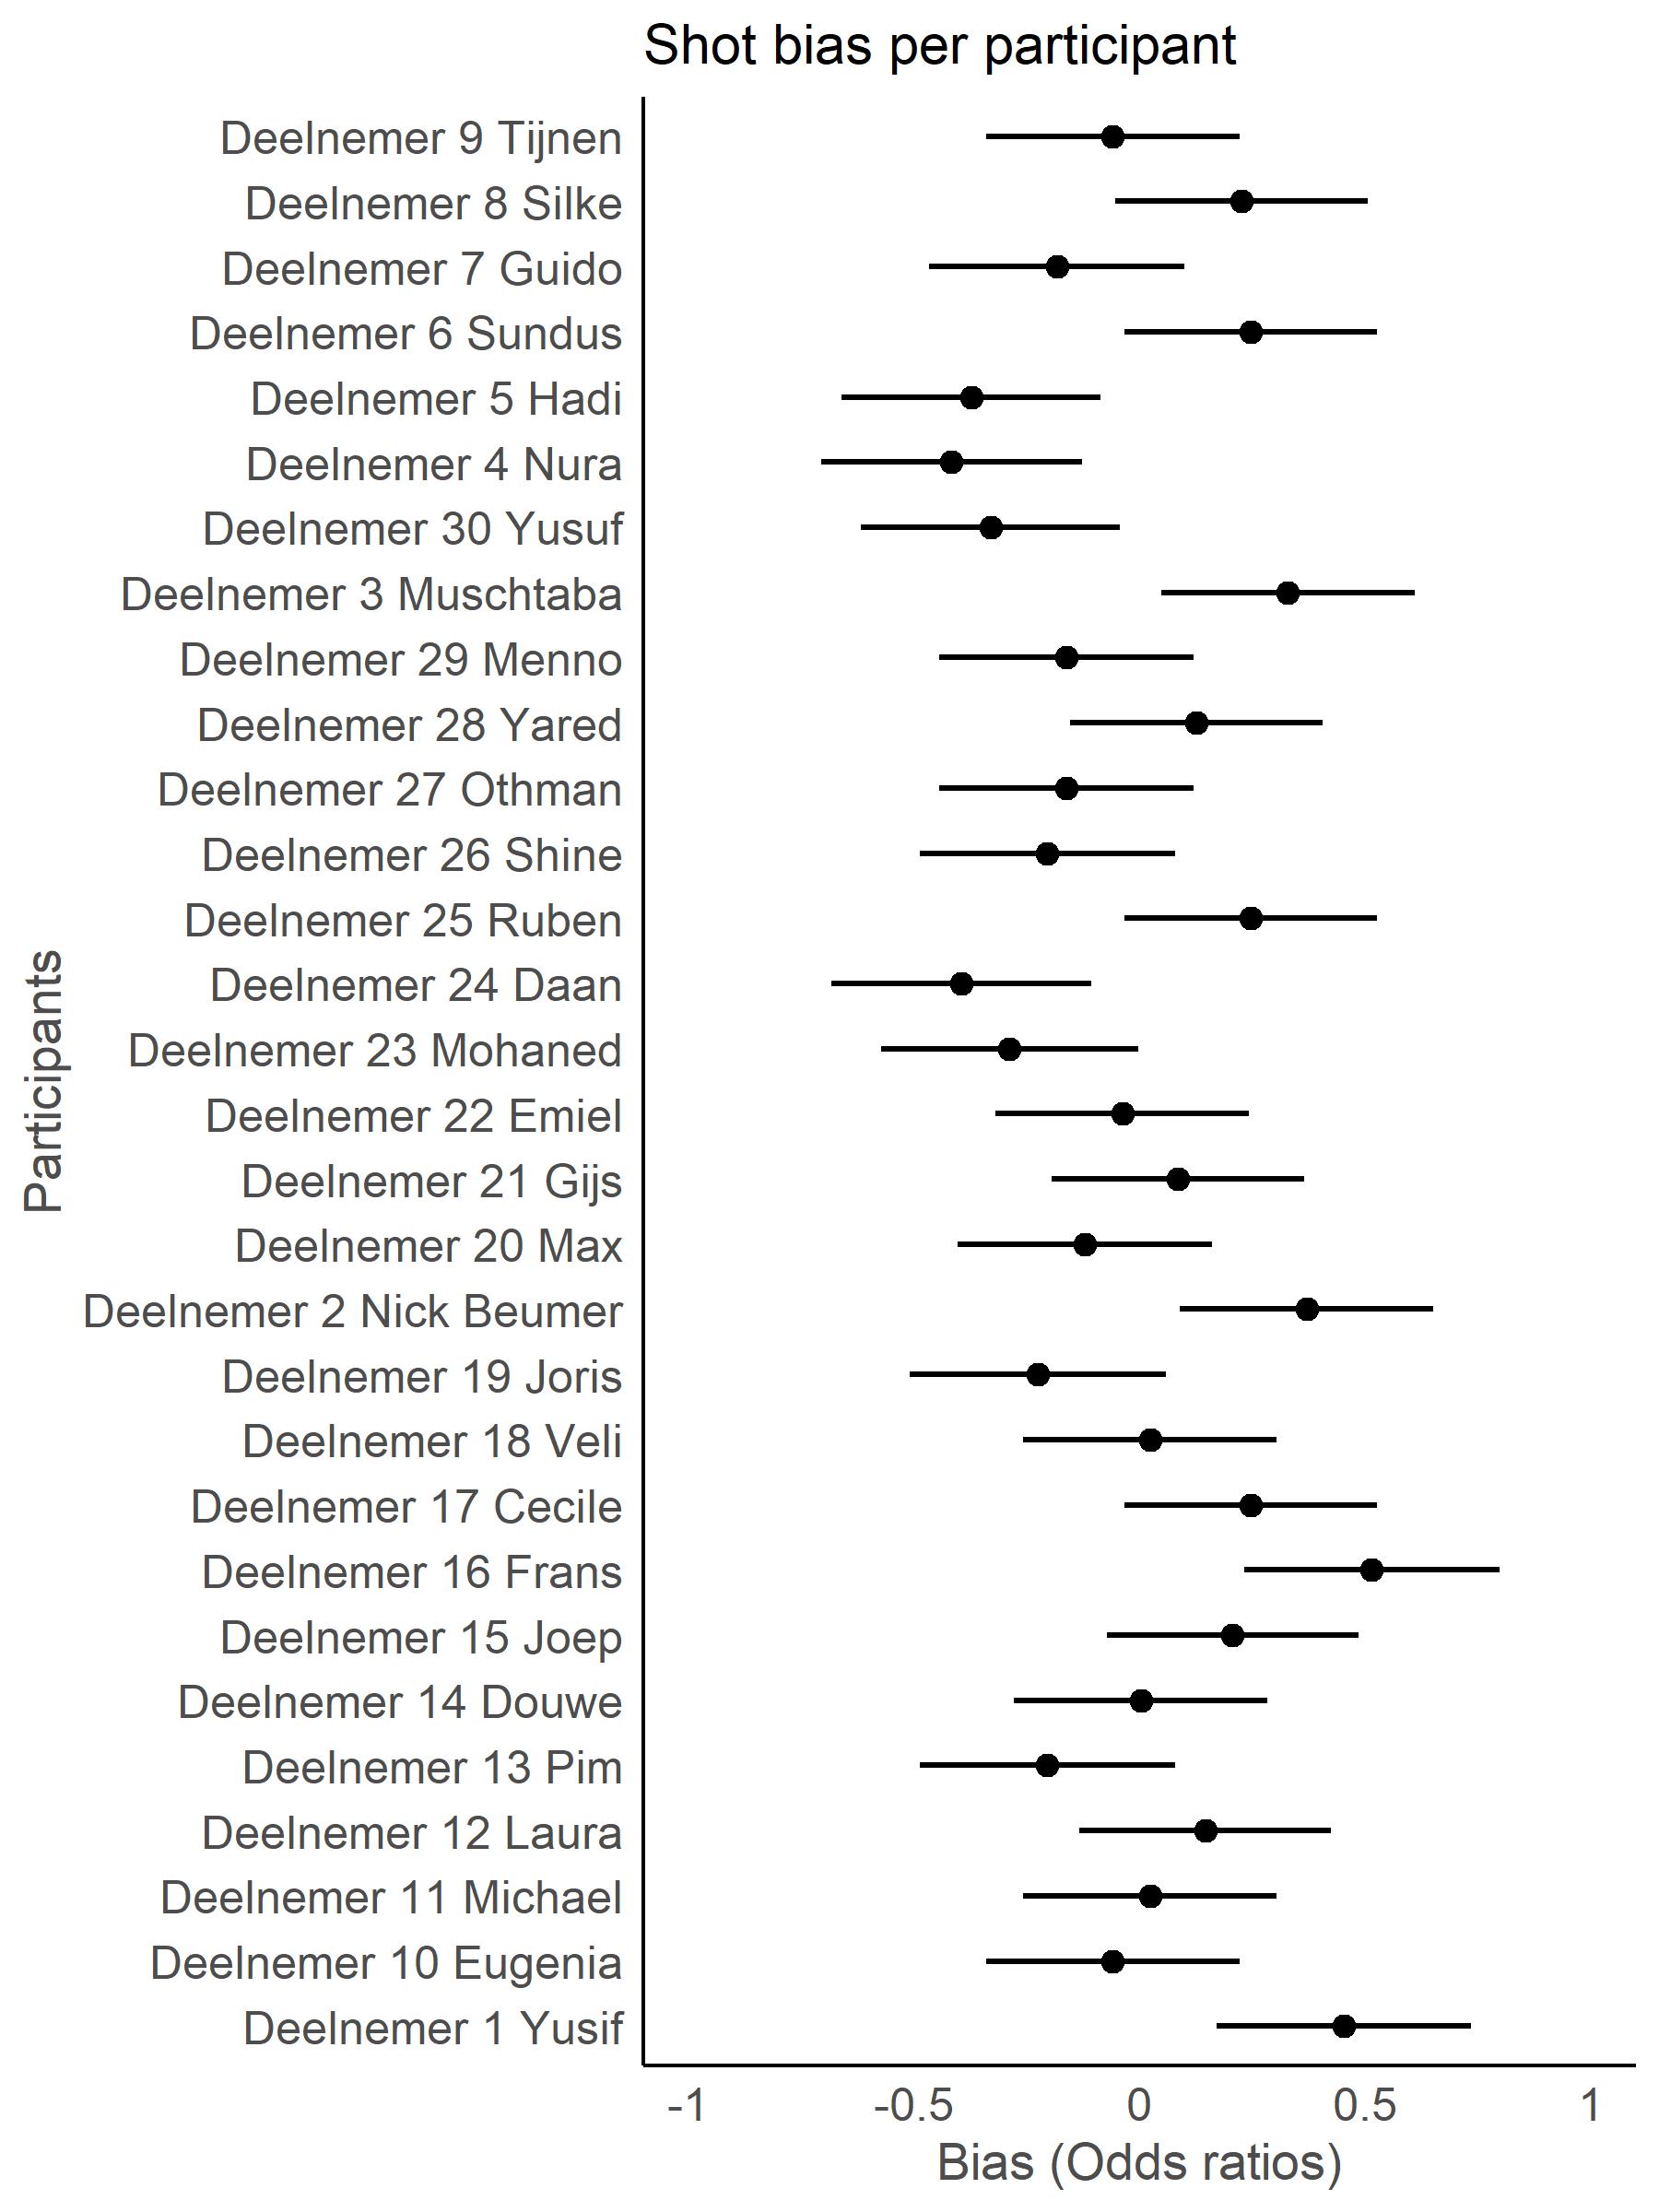 Shot bias per participant
Deelnemer 9 Tijnen
Deelnemer 8 Silke
Deelnemer 7 Guido
Deelnemer 6 Sundus
Deelnemer 5 Hadi
Deelnemer 4 Nura
Deelnemer 30 Yusuf
Deelnemer 3 Muschtaba
Deelnemer 29 Menno
Deelnemer 28 Yared
Deelnemer 27 Othman
Deelnemer 26 Shine
Deelnemer 25 Ruben
Deelnemer 24 Daan
Deelnemer 23 Mohaned
Deelnemer 22 Emiel
Deelnemer 21 Gijs
Deelnemer 20 Max
Deelnemer 2 Nick Beumer
Deelnemer 19 Joris
Deelnemer 18 Veli
Deelnemer 17 Cecile
Deelnemer 16 Frans
Deelnemer 15 Joep
Deelnemer 14 Douwe
Deelnemer 13 Pim
Deelnemer 12 Laura
Deelnemer 11 Michael
Deelnemer 10 Eugenia
Deelnemer 1 Yusif
Participants
-1 -0.5 0 0.5 1
Bias (Odds ratios)